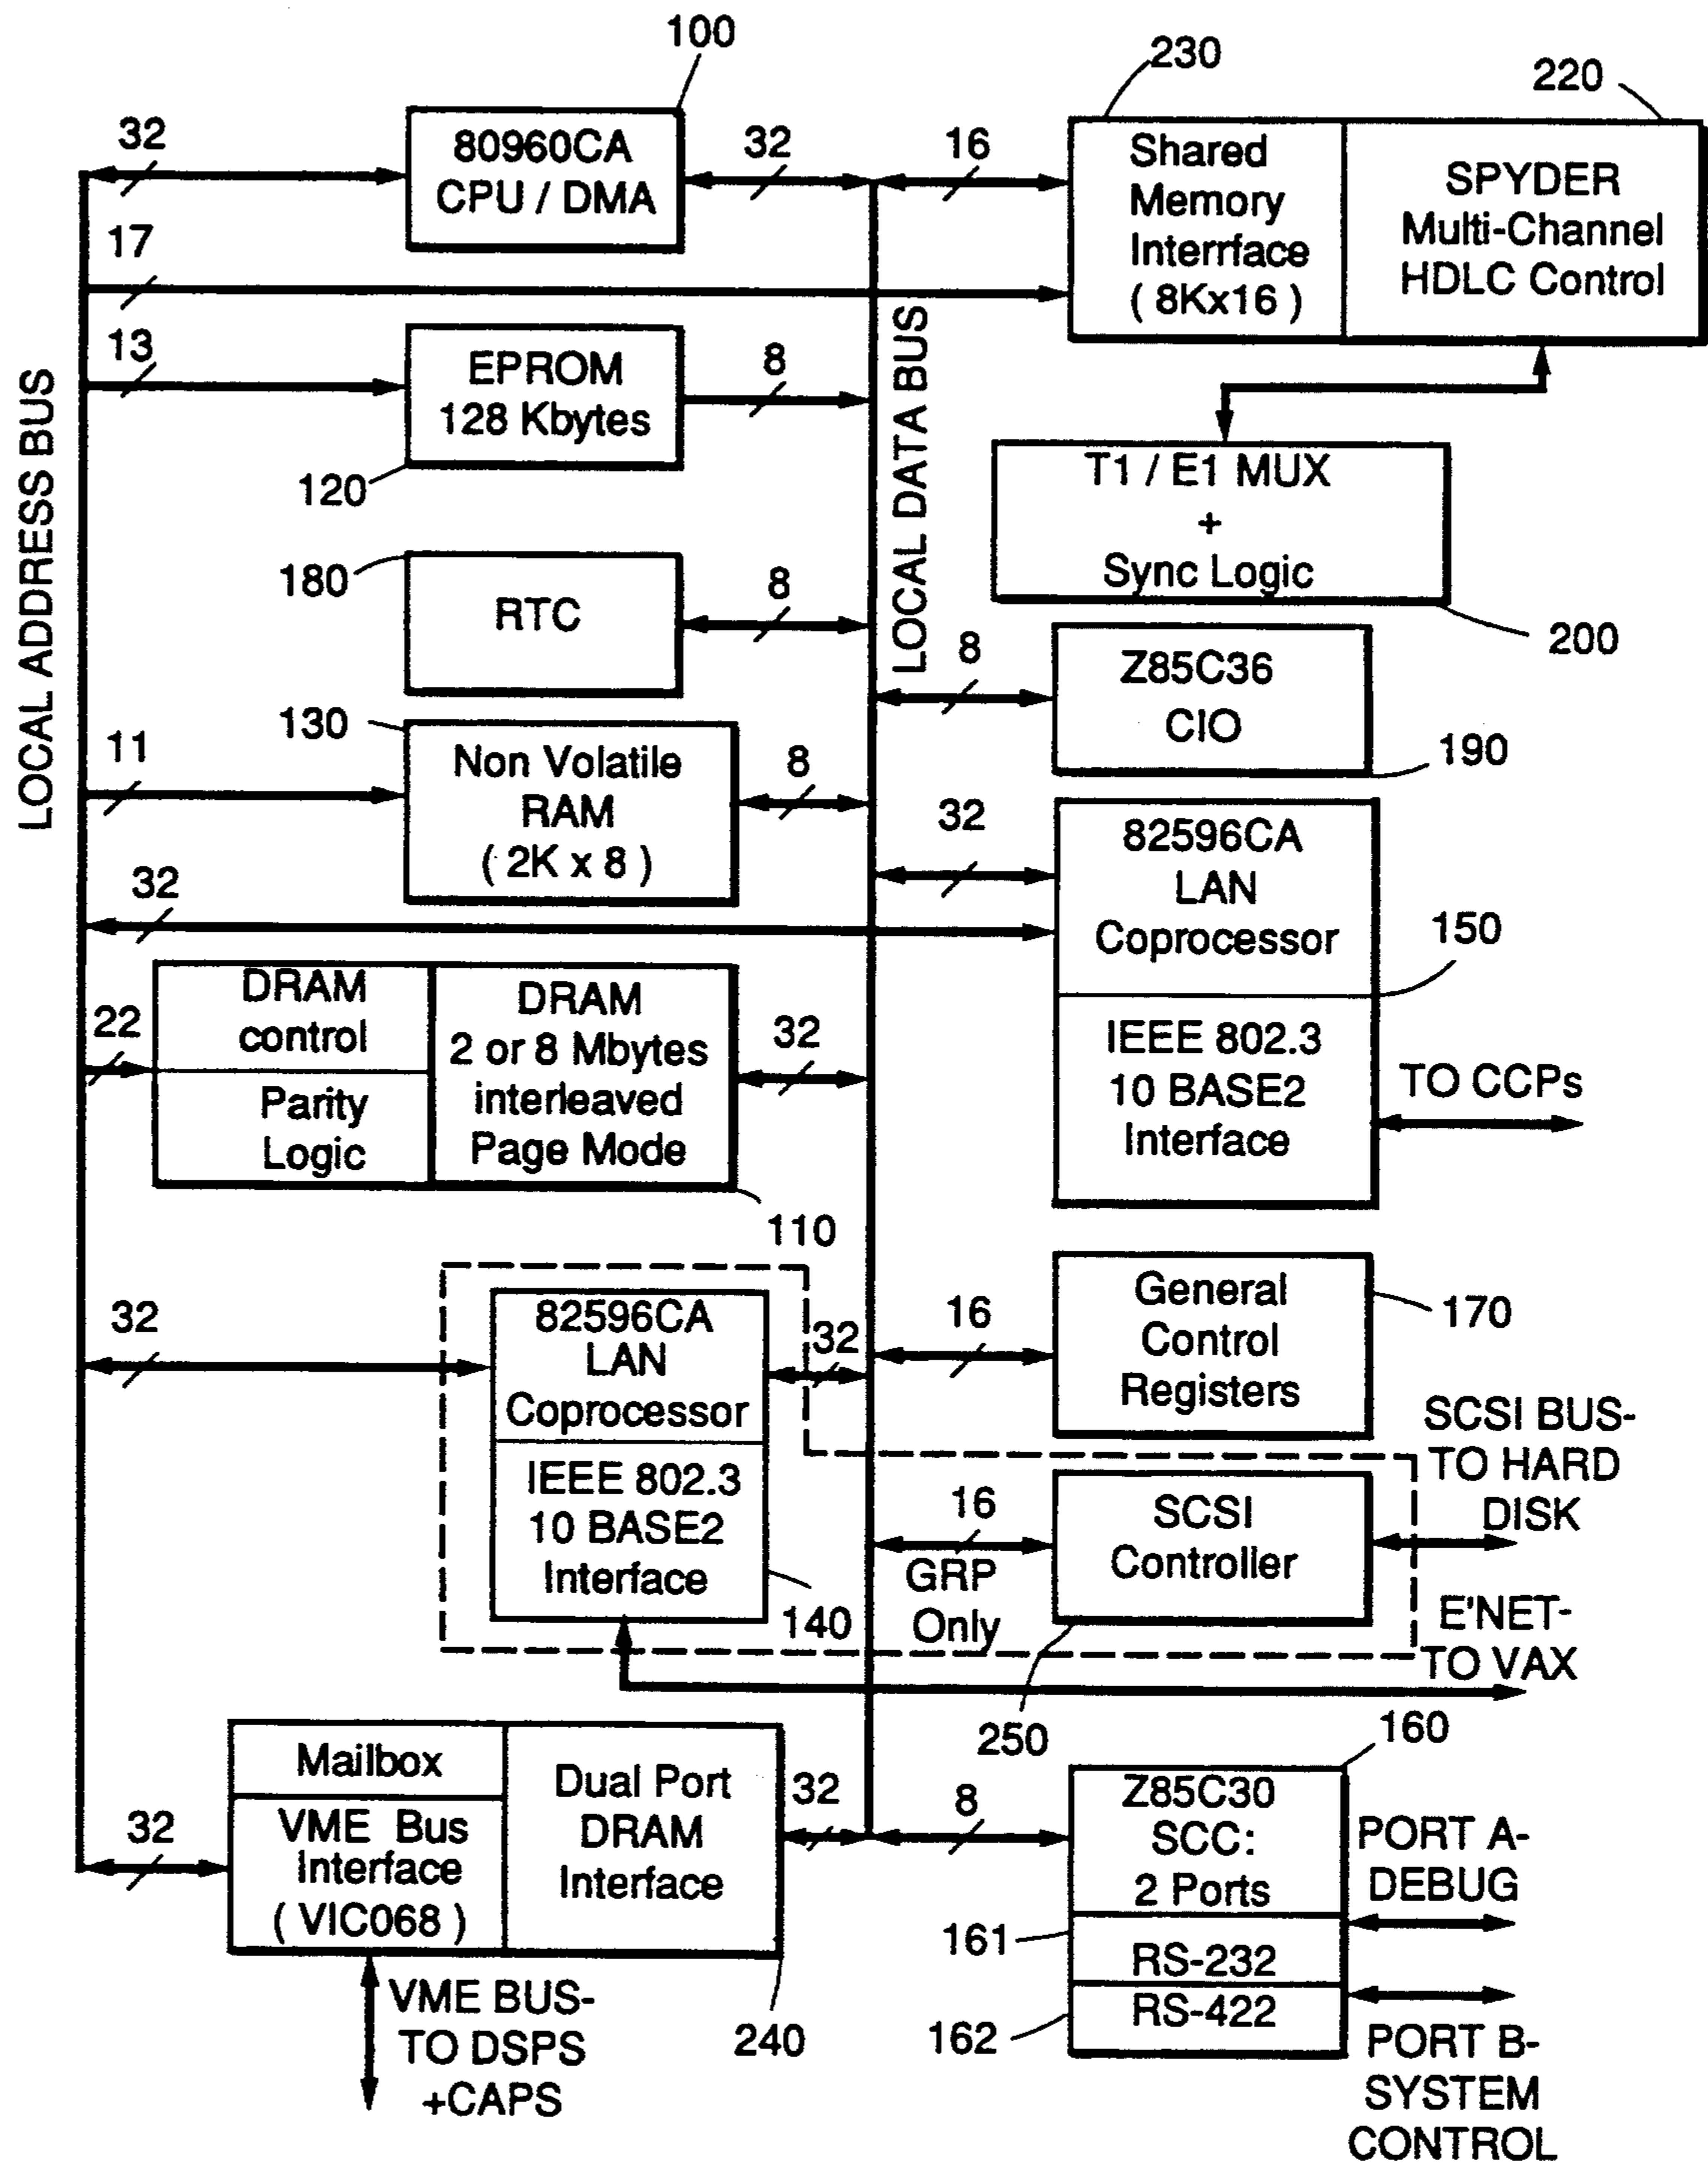 100
230
220
32
80960CA
CPU / DMA
32
16
Shared
Memory
Interrface
( 8Kx16 )
SPYDER
Multi-Channel
HDLC Control
17
13
EPROM
128 Kbytes
8
120
LOCAL ADDRESS BUS
LOCAL DATA BUS
T1 / E1 MUX
+
Sync Logic
200
180
RTC
8
8
Z85C36
CIO
190
130
11
Non Volatile
RAM
( 2K x 8 )
8
32
32
82596CA
LAN
Coprocessor
150
IEEE 802.3
10 BASE2
Interface
TO CCPs
22
DRAM
control
Parity
Logic
DRAM
2 or 8 Mbytes
interleaved
Page Mode
32
110
32
82596CA
LAN
Coprocessor
32
IEEE 802.3
10 BASE2
Interface
140
16
General
Control
Registers
170
SCSI BUS-
TO HARD
DISK
16
GRP
Only
SCSI
Controller
250
E'NET-
TO VAX
32
Mailbox
VME Bus
Interface
( VIC068 )
Dual Port
DRAM
Interface
32
240
VME BUS-
TO DSPS
+CAPS
8
160
Z85C30
SCC:
2 Ports
161
RS-232
162
RS-422
PORT A-
DEBUG
PORT B-
SYSTEM
CONTROL